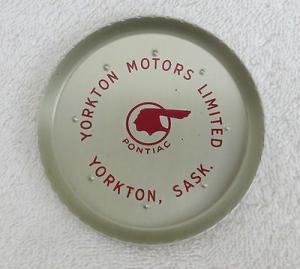 YORKTON MOTORS LIMITED
PONTIAC
YORKTON, SASK.